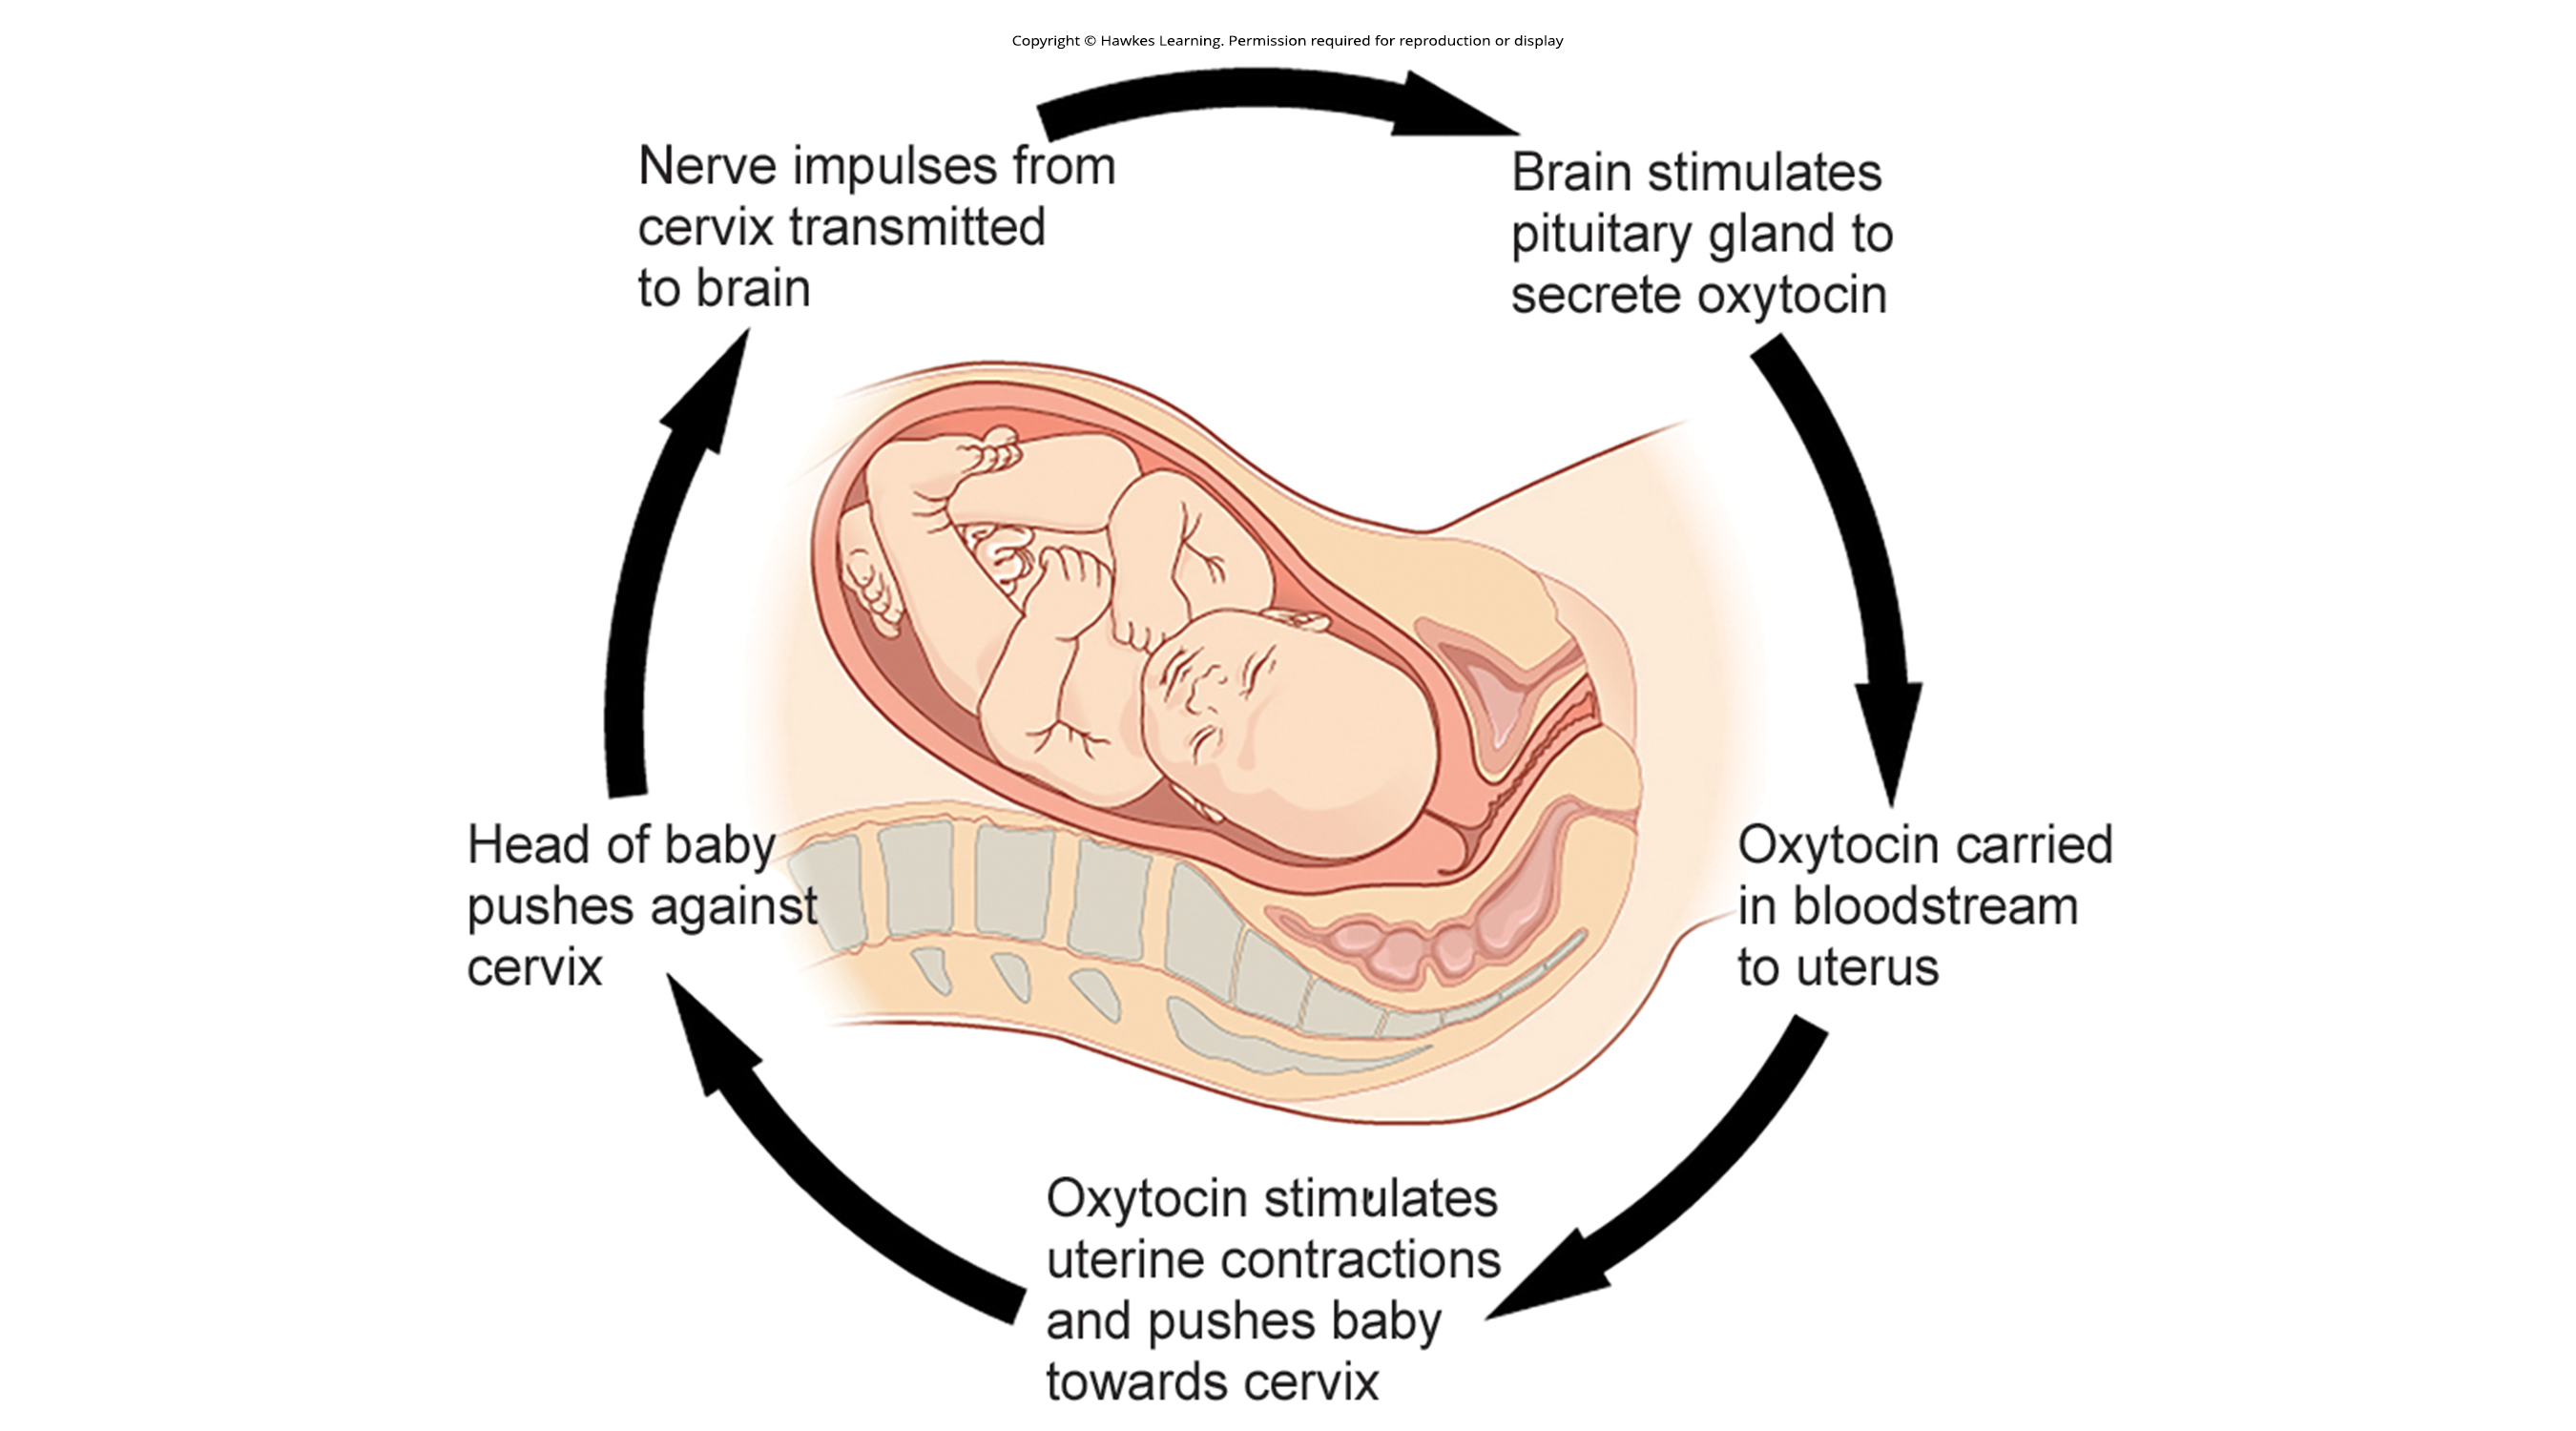 Copyright © Hawkes Learning. Permission required for reproduction or display
Nerve impulses from
cervix transmitted
to brain
Brain stimulates
pituitary gland to
secrete oxytocin
Oxytocin carried
in bloodstream
to uterus
Oxytocin stimulates
uterine contractions
and pushes baby
towards cervix
Head of baby
pushes against
cervix